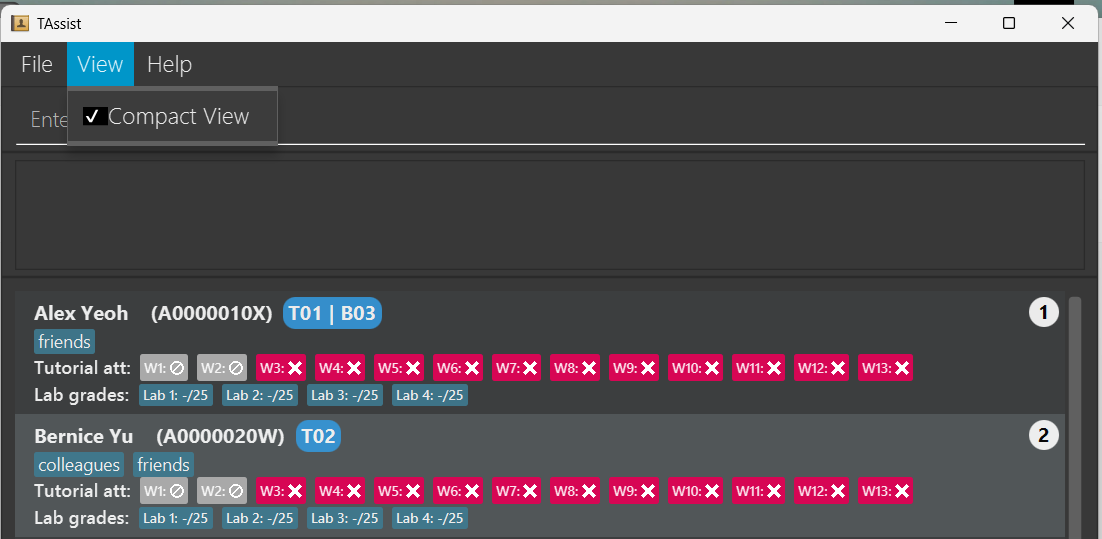 TAssist
File View Help
Ente
Compact View
Alex Yeoh (A0000010X) T01 | B03 1
friends
Tutorial att: W1: W2: W3: W4: W5: W6: W7: W8: W9: W10: W11: W12: W13:
Lab grades: Lab 1: -/25 Lab 2: -/25 Lab 3: -/25 Lab 4: -/25
Bernice Yu (A0000020W) T02 2
colleagues friends
Tutorial att: W1: W2: W3: W4: W5: W6: W7: W8: W9: W10: W11: W12: W13:
Lab grades: Lab 1: -/25 Lab 2: -/25 Lab 3: -/25 Lab 4: -/25